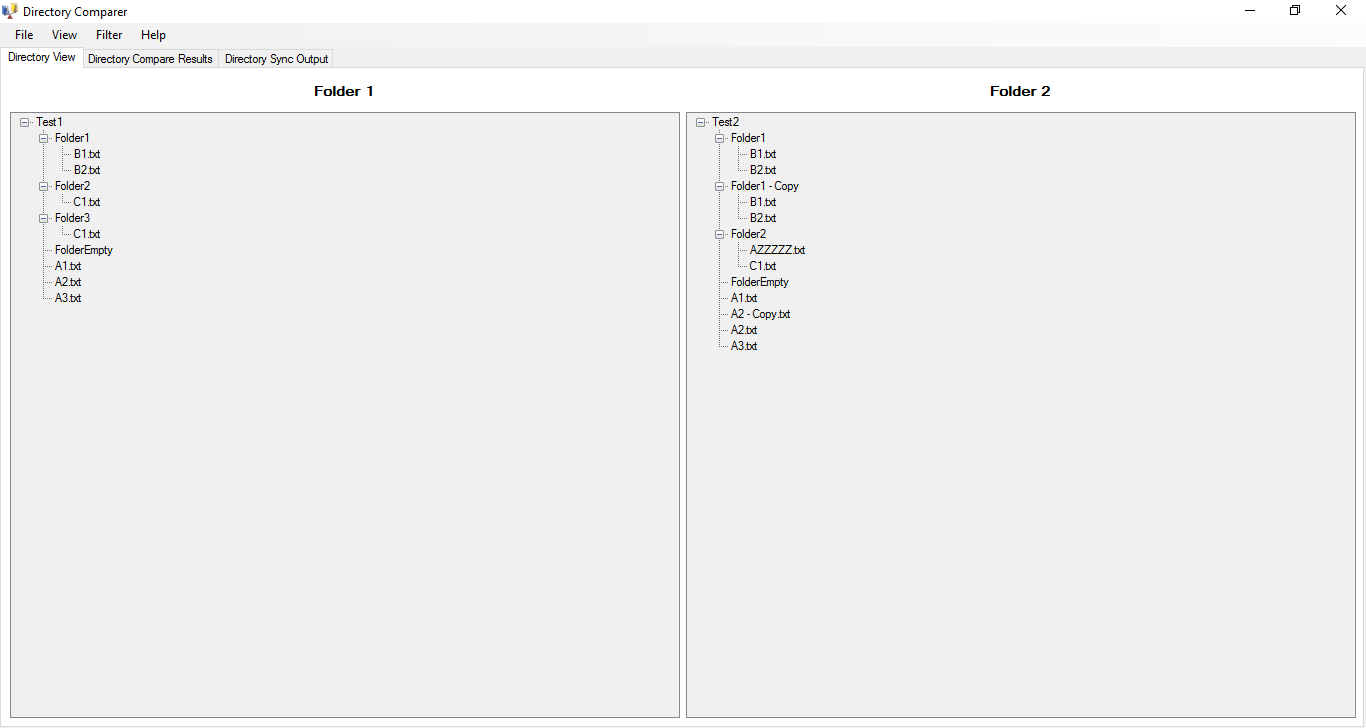 Directory Comparer
File View Filter Help
Directory View Directory Compare Results Directory Sync Output
Folder 1
Test1
Folder1
B1.txt
B2.txt
Folder2
C1.txt
Folder3
C1.txt
FolderEmpty
A1.txt
A2.txt
A3.txt
Folder 2
Test2
Folder1
B1.txt
B2.txt
Folder1 - Copy
B1.txt
B2.txt
Folder2
AZZZZZ.txt
C1.txt
FolderEmpty
A1.txt
A2 - Copy.txt
A2.txt
A3.txt